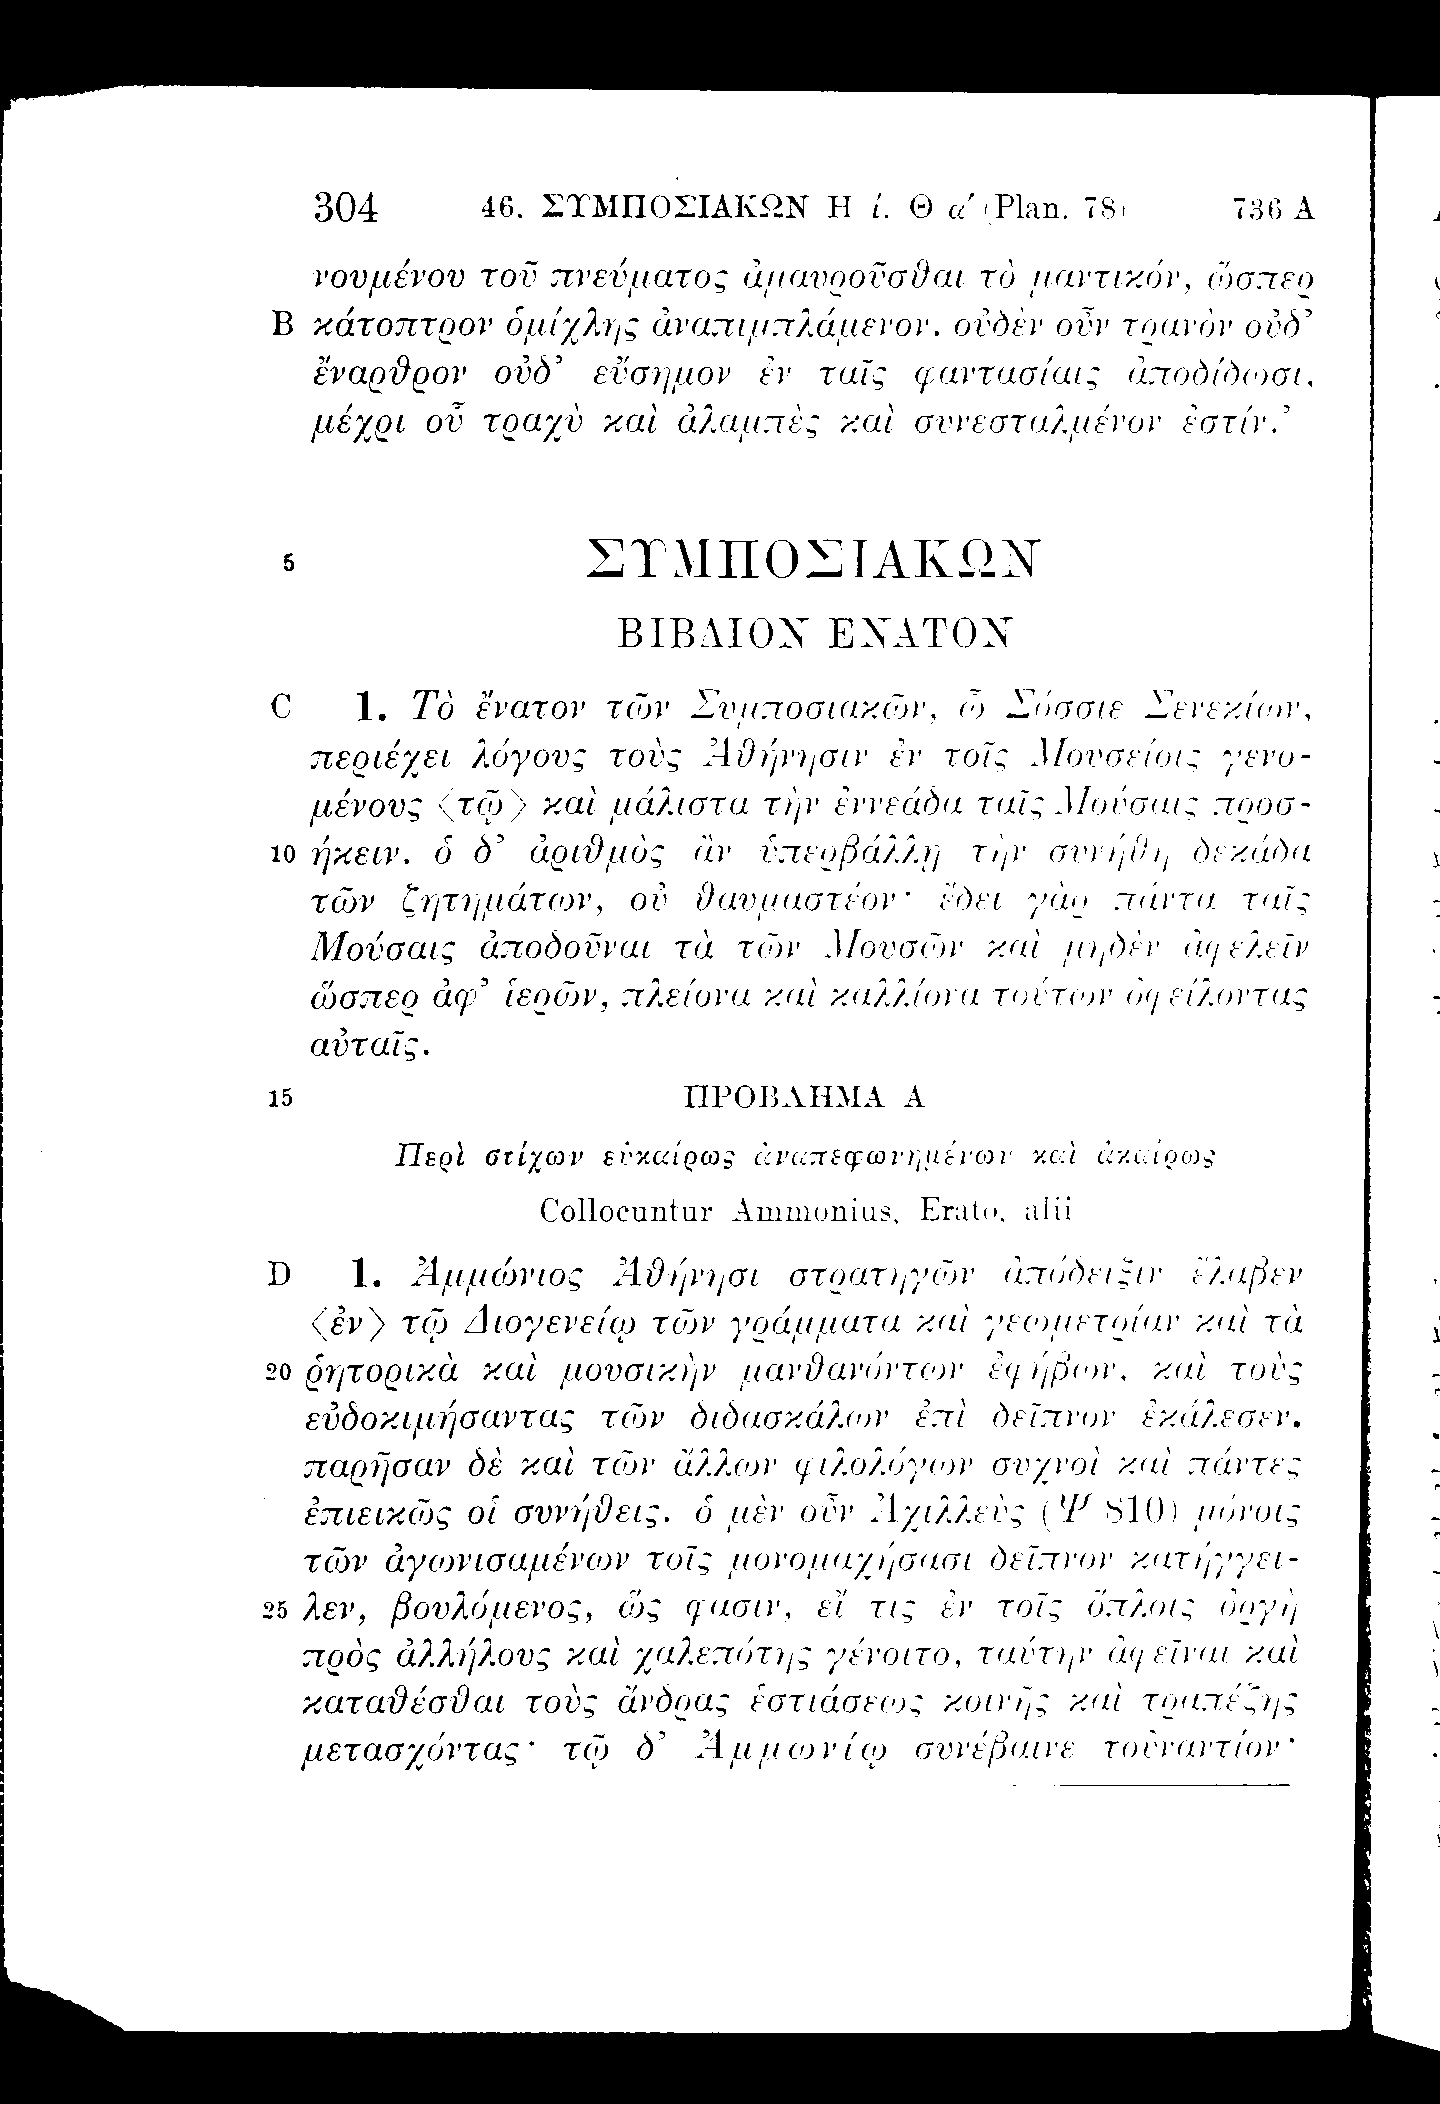 304 46. ΣΥΜΠΟΣΙΑΚΩΝ Η ί. Θ α' (Plan. 78) 736 A
νουμένου τοῦ πνεύματος ἀμαυροῦσθαι τὸ μαντικόν, ὥσπερ
B κάτοπτρον ὁμίχλης ἀναπιμπλάμενον. οὐδὲν οὖν τρανὸν οὐδ’
ἔναρθρον οὐδ’ εὔσημον ἐν ταῖς φαντασίαις ἀποδίδωσι,
μέχρι οὗ τραχὺ καὶ ἀλαμπὲς καὶ συνεσταλμένον ἐστίν.’
5 ΣΥΜΠΟΣΙΑΚΩΝ
ΒΙΒΛΙΟΝ ΕΝΑΤΟΝ
C 1. Τὸ ἔνατον τῶν Συμποσιακῶν, ὦ Σόσσιε Σενεκίων,
περιέχει λόγους τοὺς Ἀθήνησιν ἐν τοῖς Μουσείοις γενο-
μένους ⟨τῷ⟩ καὶ μάλιστα τὴν ἐννεάδα ταῖς Μούσαις προσ-
10 ήκειν. ὁ δ’ ἀριθμὸς ἂν ὑπερβάλλῃ τὴν συνήθη δεκάδα
τῶν ζητημάτων, οὐ θαυμαστέον· ἔδει γὰρ πάντα ταῖς
Μούσαις ἀποδοῦναι τὰ τῶν Μουσῶν καὶ μηδὲν ἀφελεῖν
ὥσπερ ἀφ’ ἱερῶν, πλείονα καὶ καλλίονα τούτων ὀφείλοντας
αὐταῖς.
15 ΠΡΟΒΛΗΜΑ Α
Περὶ στίχων εὐκαίρως ἀναπεφωνημένων καὶ ἀκαίρως
Collocuntur Ammonius, Erato, alii
D 1. Ἀμμώνιος Ἀθήνησι στρατηγῶν ἀπόδειξιν ἔλαβεν
⟨ἐν⟩ τῷ Διογενείῳ τῶν γράμματα καὶ γεωμετρίαν καὶ τὰ
20 ῥητορικὰ καὶ μουσικὴν μανθανόντων ἐφήβων, καὶ τοὺς
εὐδοκιμήσαντας τῶν διδασκάλων ἐπὶ δεῖπνον ἐκάλεσεν.
παρῆσαν δὲ καὶ τῶν ἄλλων φιλολόγων συχνοὶ καὶ πάντες
ἐπιεικῶς οἱ συνήθεις. ὁ μὲν οὖν Ἀχιλλεὺς (Ψ 810) μόνοις
τῶν ἀγωνισαμένων τοῖς μονομαχήσασι δεῖπνον κατήγγει-
25 λεν, βουλόμενος, ὥς φασιν, εἴ τις ἐν τοῖς ὅπλοις ὀργὴ
πρὸς ἀλλήλους καὶ χαλεπότης γένοιτο, ταύτην ἀφεῖναι καὶ
καταθέσθαι τοὺς ἄνδρας ἑστιάσεως κοινῆς καὶ τραπέζης
μετασχόντας· τῷ δ’ Ἀμμωνίῳ συνέβαινε τοὐναντίον·